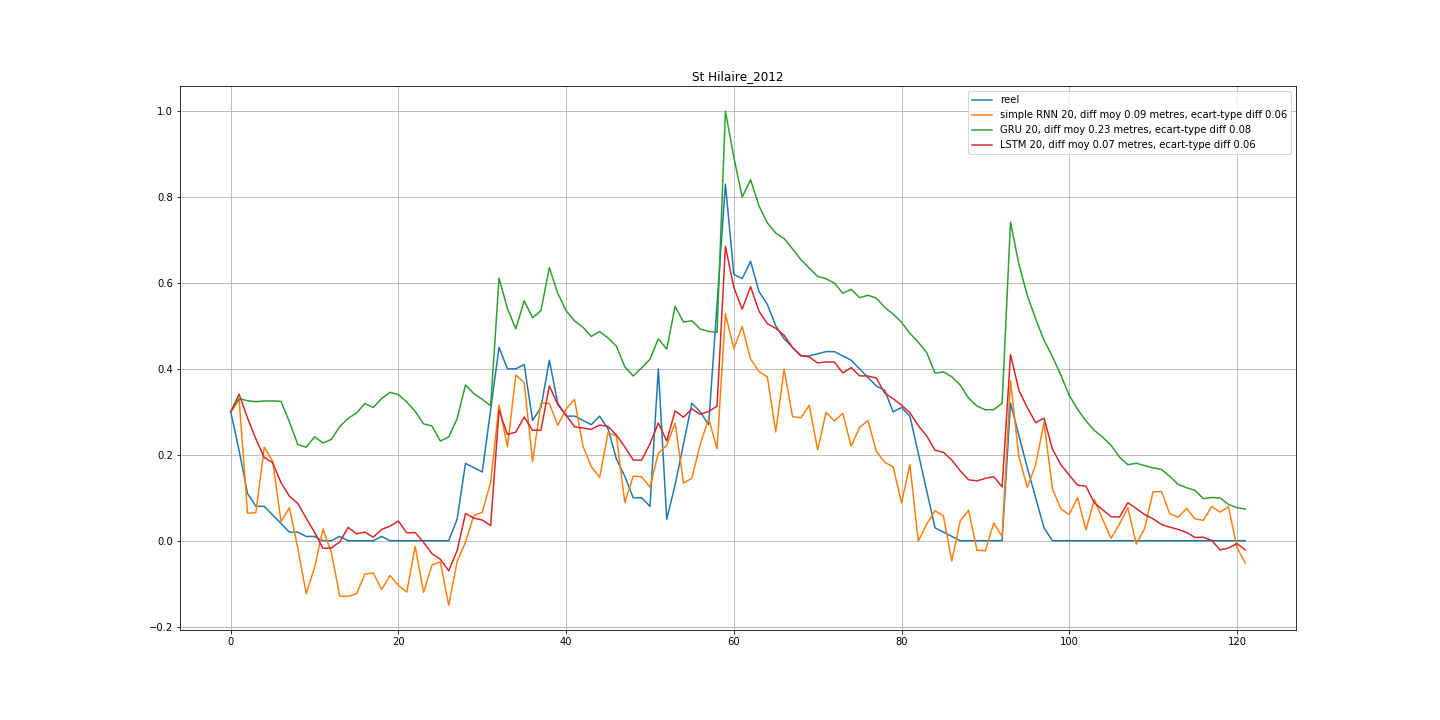 St Hilaire_2012
1.0
0.8
0.6
0.4
0.2
0.0
−0.2
0 20 40 60 80 100 120
reel
simple RNN 20, diff moy 0.09 metres, ecart-type diff 0.06
GRU 20, diff moy 0.23 metres, ecart-type diff 0.08
LSTM 20, diff moy 0.07 metres, ecart-type diff 0.06